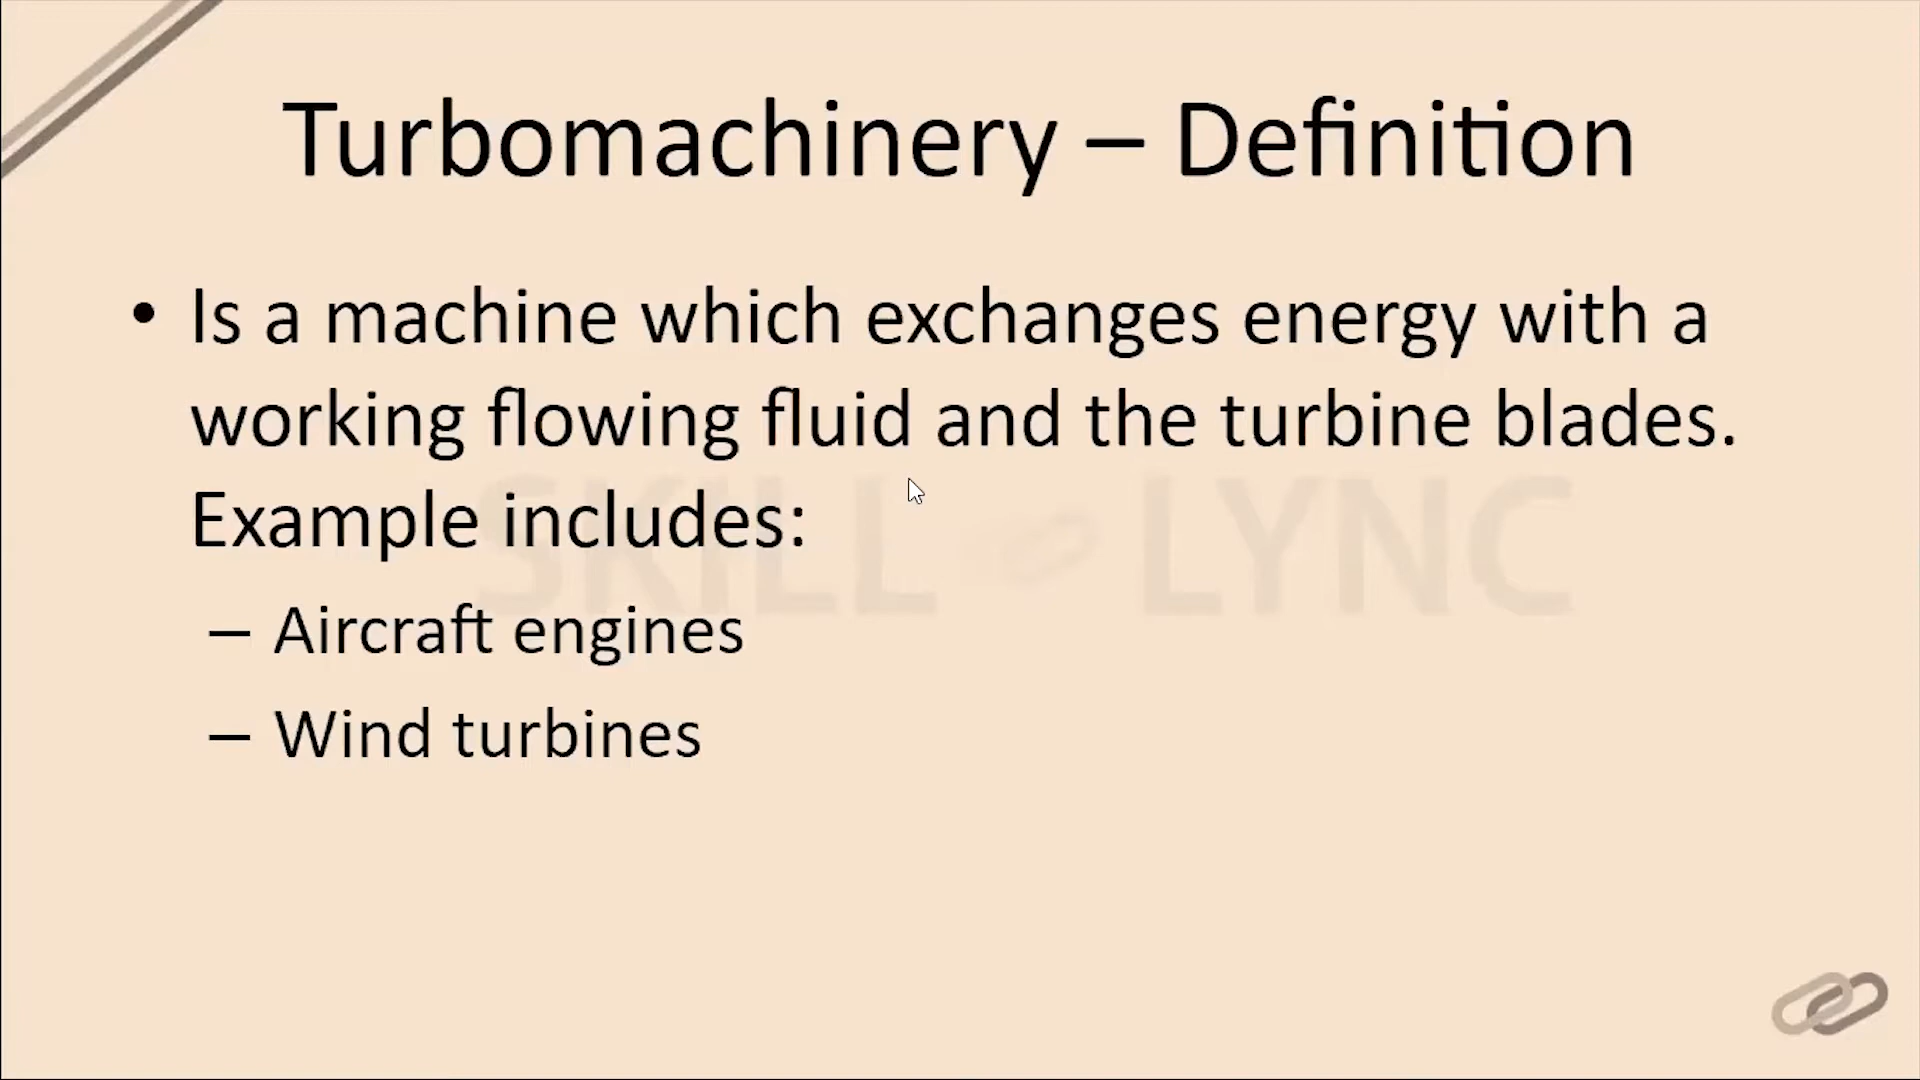 Turbomachinery – Definition
• Is a machine which exchanges energy with a
working flowing fluid and the turbine blades.
Example includes:
– Aircraft engines
– Wind turbines
SKILL LYNC